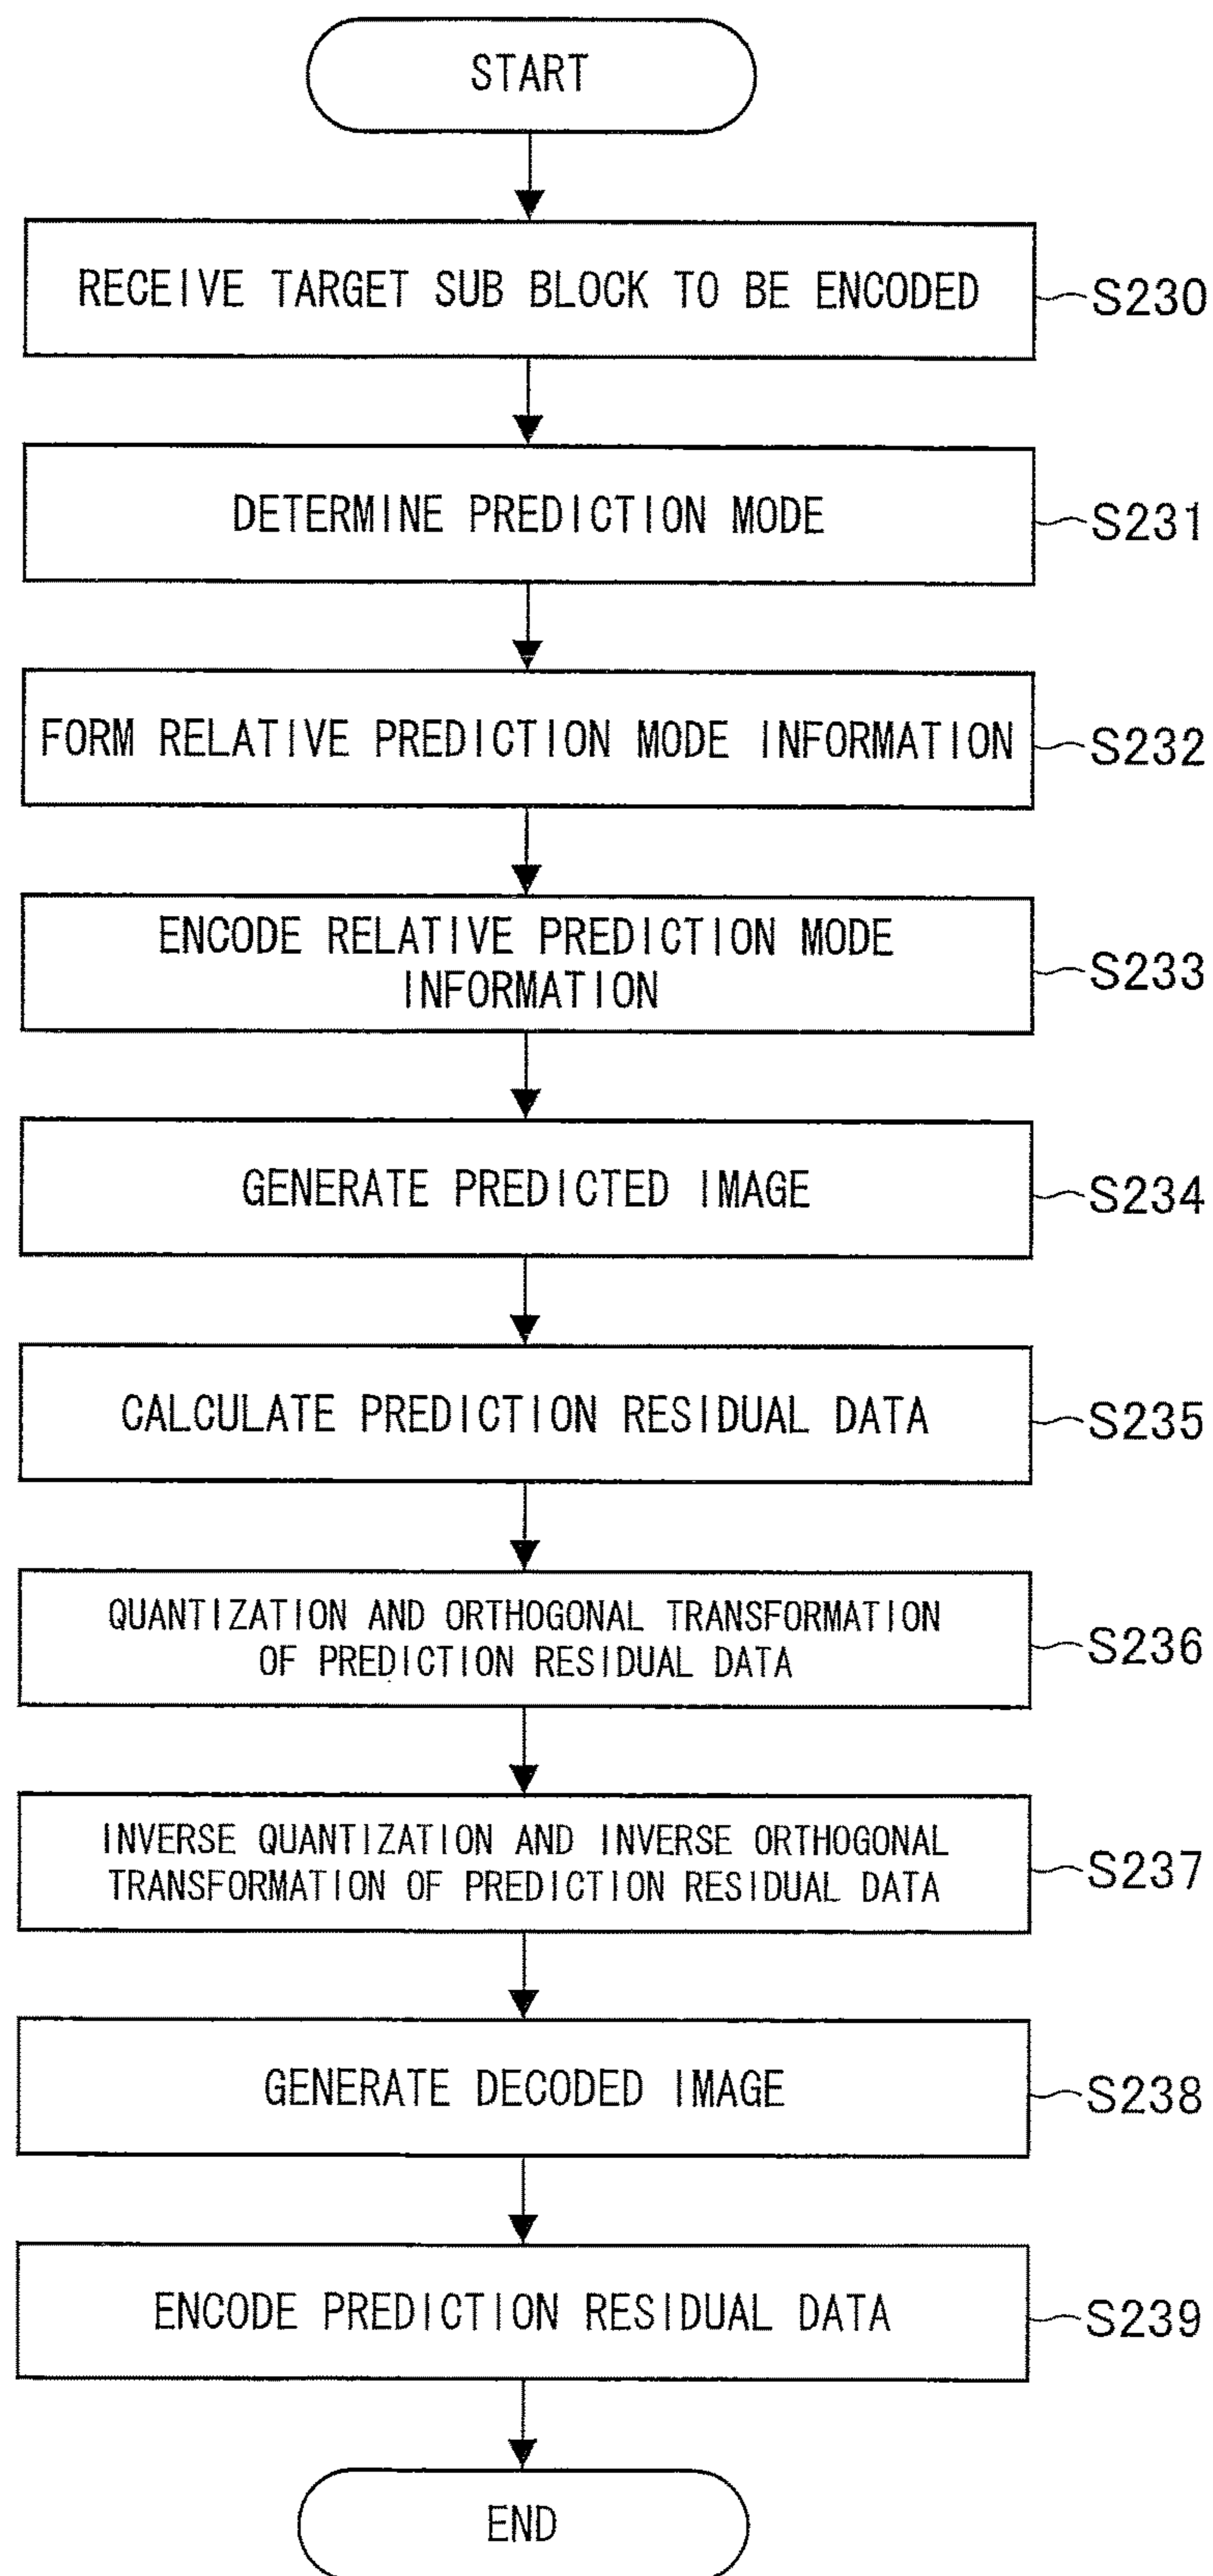 START
RECEIVE TARGET SUB BLOCK TO BE ENCODED
S230
DETERMINE PREDICTION MODE
S231
FORM RELATIVE PREDICTION MODE INFORMATION
S232
ENCODE RELATIVE PREDICTION MODE
INFORMATION
S233
GENERATE PREDICTED IMAGE
S234
CALCULATE PREDICTION RESIDUAL DATA
S235
QUANTIZATION AND ORTHOGONAL TRANSFORMATION
OF PREDICTION RESIDUAL DATA
S236
INVERSE QUANTIZATION AND INVERSE ORTHOGONAL
TRANSFORMATION OF PREDICTION RESIDUAL DATA
S237
GENERATE DECODED IMAGE
S238
ENCODE PREDICTION RESIDUAL DATA
S239
END